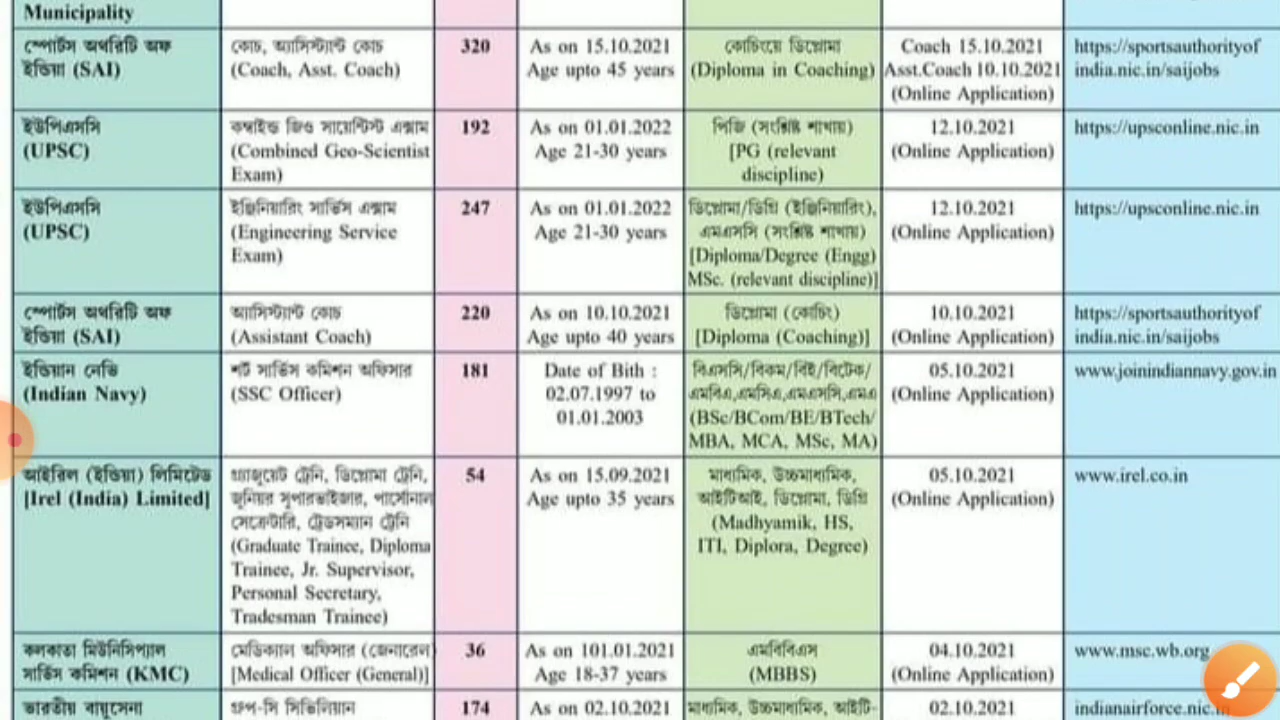 Municipality
স্পোর্টস অথরিটি অফ
ইন্ডিয়া (SAI)
কোচ, অ্যাসিস্ট্যান্ট কোচ
(Coach, Asst. Coach)
320
As on 15.10.2021
Age upto 45 years
কোচিংয়ে ডিপ্লোমা
(Diploma in Coaching)
Coach 15.10.2021
Asst.Coach 10.10.2021
(Online Application)
https://sportsauthorityof
india.nic.in/saijobs
ইউপিএসসি
(UPSC)
কম্বাইন্ড জিও সায়েন্টিস্ট এক্সাম
(Combined Geo-Scientist
Exam)
192
As on 01.01.2022
Age 21-30 years
পিজি (সংশ্লিষ্ট শাখায়)
[PG (relevant
discipline)
12.10.2021
(Online Application)
https://upsconline.nic.in
ইউপিএসসি
(UPSC)
ইঞ্জিনিয়ারিং সার্ভিস এক্সাম
(Engineering Service
Exam)
247
As on 01.01.2022
Age 21-30 years
ডিপ্লোমা/ডিগ্রি (ইঞ্জিনিয়ারিং),
এমএসসি (সংশ্লিষ্ট শাখায়)
[Diploma/Degree (Engg)
MSc. (relevant discipline)]
12.10.2021
(Online Application)
https://upsconline.nic.in
স্পোর্টস অথরিটি অফ
ইন্ডিয়া (SAI)
অ্যাসিস্ট্যান্ট কোচ
(Assistant Coach)
220
As on 10.10.2021
Age upto 40 years
ডিপ্লোমা (কোচিং)
[Diploma (Coaching)]
10.10.2021
(Online Application)
https://sportsauthorityof
india.nic.in/saijobs
ইন্ডিয়ান নেভি
(Indian Navy)
শর্ট সার্ভিস কমিশন অফিসার
(SSC Officer)
181
Date of Bith :
02.07.1997 to
01.01.2003
বিএসসি/বিকম/বিই/বিটেক/
এমবিএ,এমসিএ,এমএসসি,এমএ
(BSc/BCom/BE/BTech/
MBA, MCA, MSc, MA)
05.10.2021
(Online Application)
www.joinindiannavy.gov.in
আইরিল (ইন্ডিয়া) লিমিটেড
[Irel (India) Limited]
গ্র্যাজুয়েট ট্রেনি, ডিপ্লোমা ট্রেনি,
জুনিয়র সুপারভাইজার, পার্সোনাল
সেক্রেটারি, ট্রেডসম্যান ট্রেনি
(Graduate Trainee, Diploma
Trainee, Jr. Supervisor,
Personal Secretary,
Tradesman Trainee)
54
As on 15.09.2021
Age upto 35 years
মাধ্যমিক, উচ্চমাধ্যমিক,
আইটিআই, ডিপ্লোমা, ডিগ্রি
(Madhyamik, HS,
ITI, Diplora, Degree)
05.10.2021
(Online Application)
www.irel.co.in
কলকাতা মিউনিসিপ্যাল
সার্ভিস কমিশন (KMC)
মেডিক্যাল অফিসার (জেনারেল)
[Medical Officer (General)]
36
As on 101.01.2021
Age 18-37 years
এমবিবিএস
(MBBS)
04.10.2021
(Online Application)
www.msc.wb.org
ভারতীয় বায়ুসেনা
গ্রুপ-সি সিভিলিয়ান
174
As on 02.10.2021
মাধ্যমিক, উচ্চমাধ্যমিক, আইটি-
02.10.2021
indianairforce.nic.in